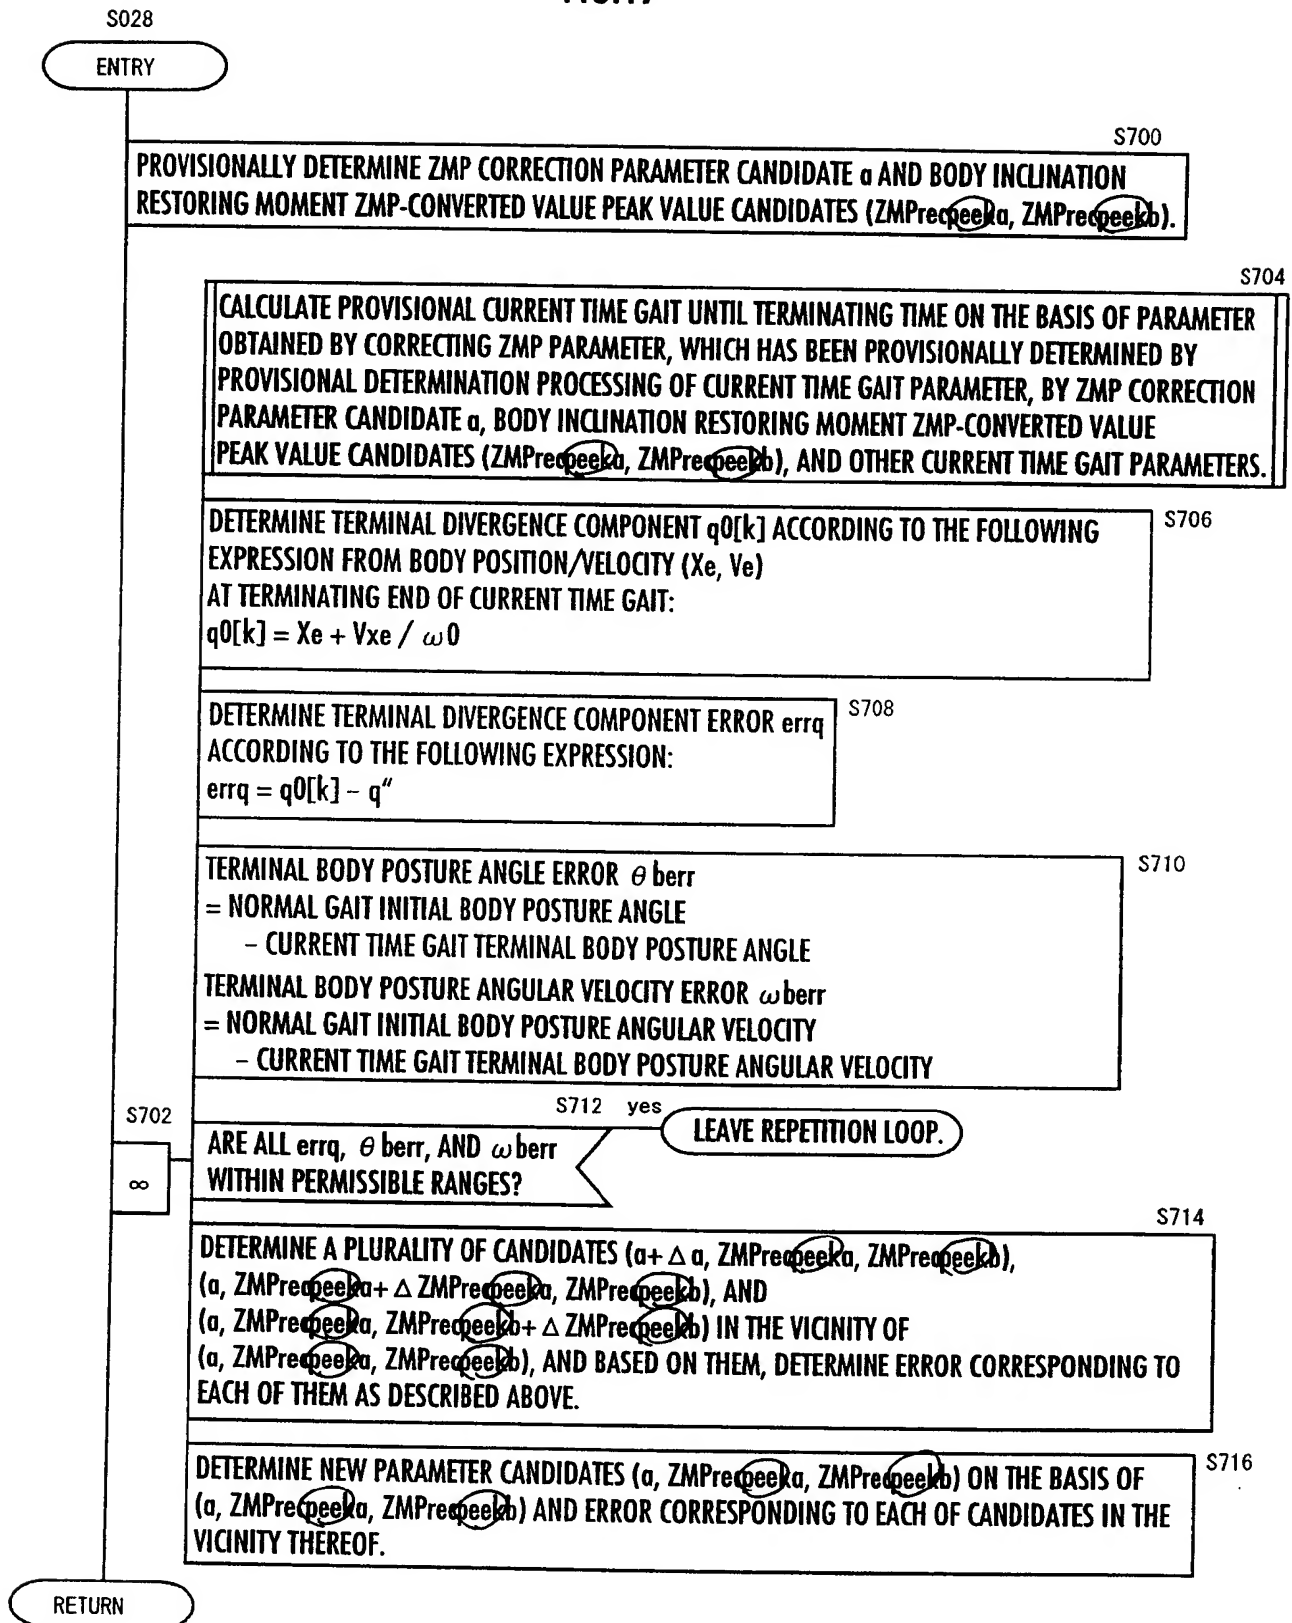 S028
ENTRY
S700
PROVISIONALLY DETERMINE ZMP CORRECTION PARAMETER CANDIDATE a AND BODY INCLINATION
RESTORING MOMENT ZMP-CONVERTED VALUE PEAK VALUE CANDIDATES (ZMPrecpeeka, ZMPrecpeekb).
S704
CALCULATE PROVISIONAL CURRENT TIME GAIT UNTIL TERMINATING TIME ON THE BASIS OF PARAMETER
OBTAINED BY CORRECTING ZMP PARAMETER, WHICH HAS BEEN PROVISIONALLY DETERMINED BY
PROVISIONAL DETERMINATION PROCESSING OF CURRENT TIME GAIT PARAMETER, BY ZMP CORRECTION
PARAMETER CANDIDATE a, BODY INCLINATION RESTORING MOMENT ZMP-CONVERTED VALUE
PEAK VALUE CANDIDATES (ZMPrecpeeka, ZMPrecpeekb), AND OTHER CURRENT TIME GAIT PARAMETERS.
S706
DETERMINE TERMINAL DIVERGENCE COMPONENT q0[k] ACCORDING TO THE FOLLOWING
EXPRESSION FROM BODY POSITION/VELOCITY (Xe, Ve)
AT TERMINATING END OF CURRENT TIME GAIT:
q0[k] = Xe + Vxe / ω0
S708
DETERMINE TERMINAL DIVERGENCE COMPONENT ERROR errq
ACCORDING TO THE FOLLOWING EXPRESSION:
errq = q0[k] – q"
S710
TERMINAL BODY POSTURE ANGLE ERROR θberr
= NORMAL GAIT INITIAL BODY POSTURE ANGLE
– CURRENT TIME GAIT TERMINAL BODY POSTURE ANGLE
TERMINAL BODY POSTURE ANGULAR VELOCITY ERROR ωberr
= NORMAL GAIT INITIAL BODY POSTURE ANGULAR VELOCITY
– CURRENT TIME GAIT TERMINAL BODY POSTURE ANGULAR VELOCITY
S702
∞
S712 yes
LEAVE REPETITION LOOP.
ARE ALL errq, θberr, AND ωberr
WITHIN PERMISSIBLE RANGES?
S714
DETERMINE A PLURALITY OF CANDIDATES (a+Δa, ZMPrecpeeka, ZMPrecpeekb),
(a, ZMPrecpeeka+ΔZMPrecpeeka, ZMPrecpeekb), AND
(a, ZMPrecpeeka, ZMPrecpeekb+ΔZMPrecpeekb) IN THE VICINITY OF
(a, ZMPrecpeeka, ZMPrecpeekb), AND BASED ON THEM, DETERMINE ERROR CORRESPONDING TO
EACH OF THEM AS DESCRIBED ABOVE.
S716
DETERMINE NEW PARAMETER CANDIDATES (a, ZMPrecpeeka, ZMPrecpeekb) ON THE BASIS OF
(a, ZMPrecpeeka, ZMPrecpeekb) AND ERROR CORRESPONDING TO EACH OF CANDIDATES IN THE
VICINITY THEREOF.
RETURN